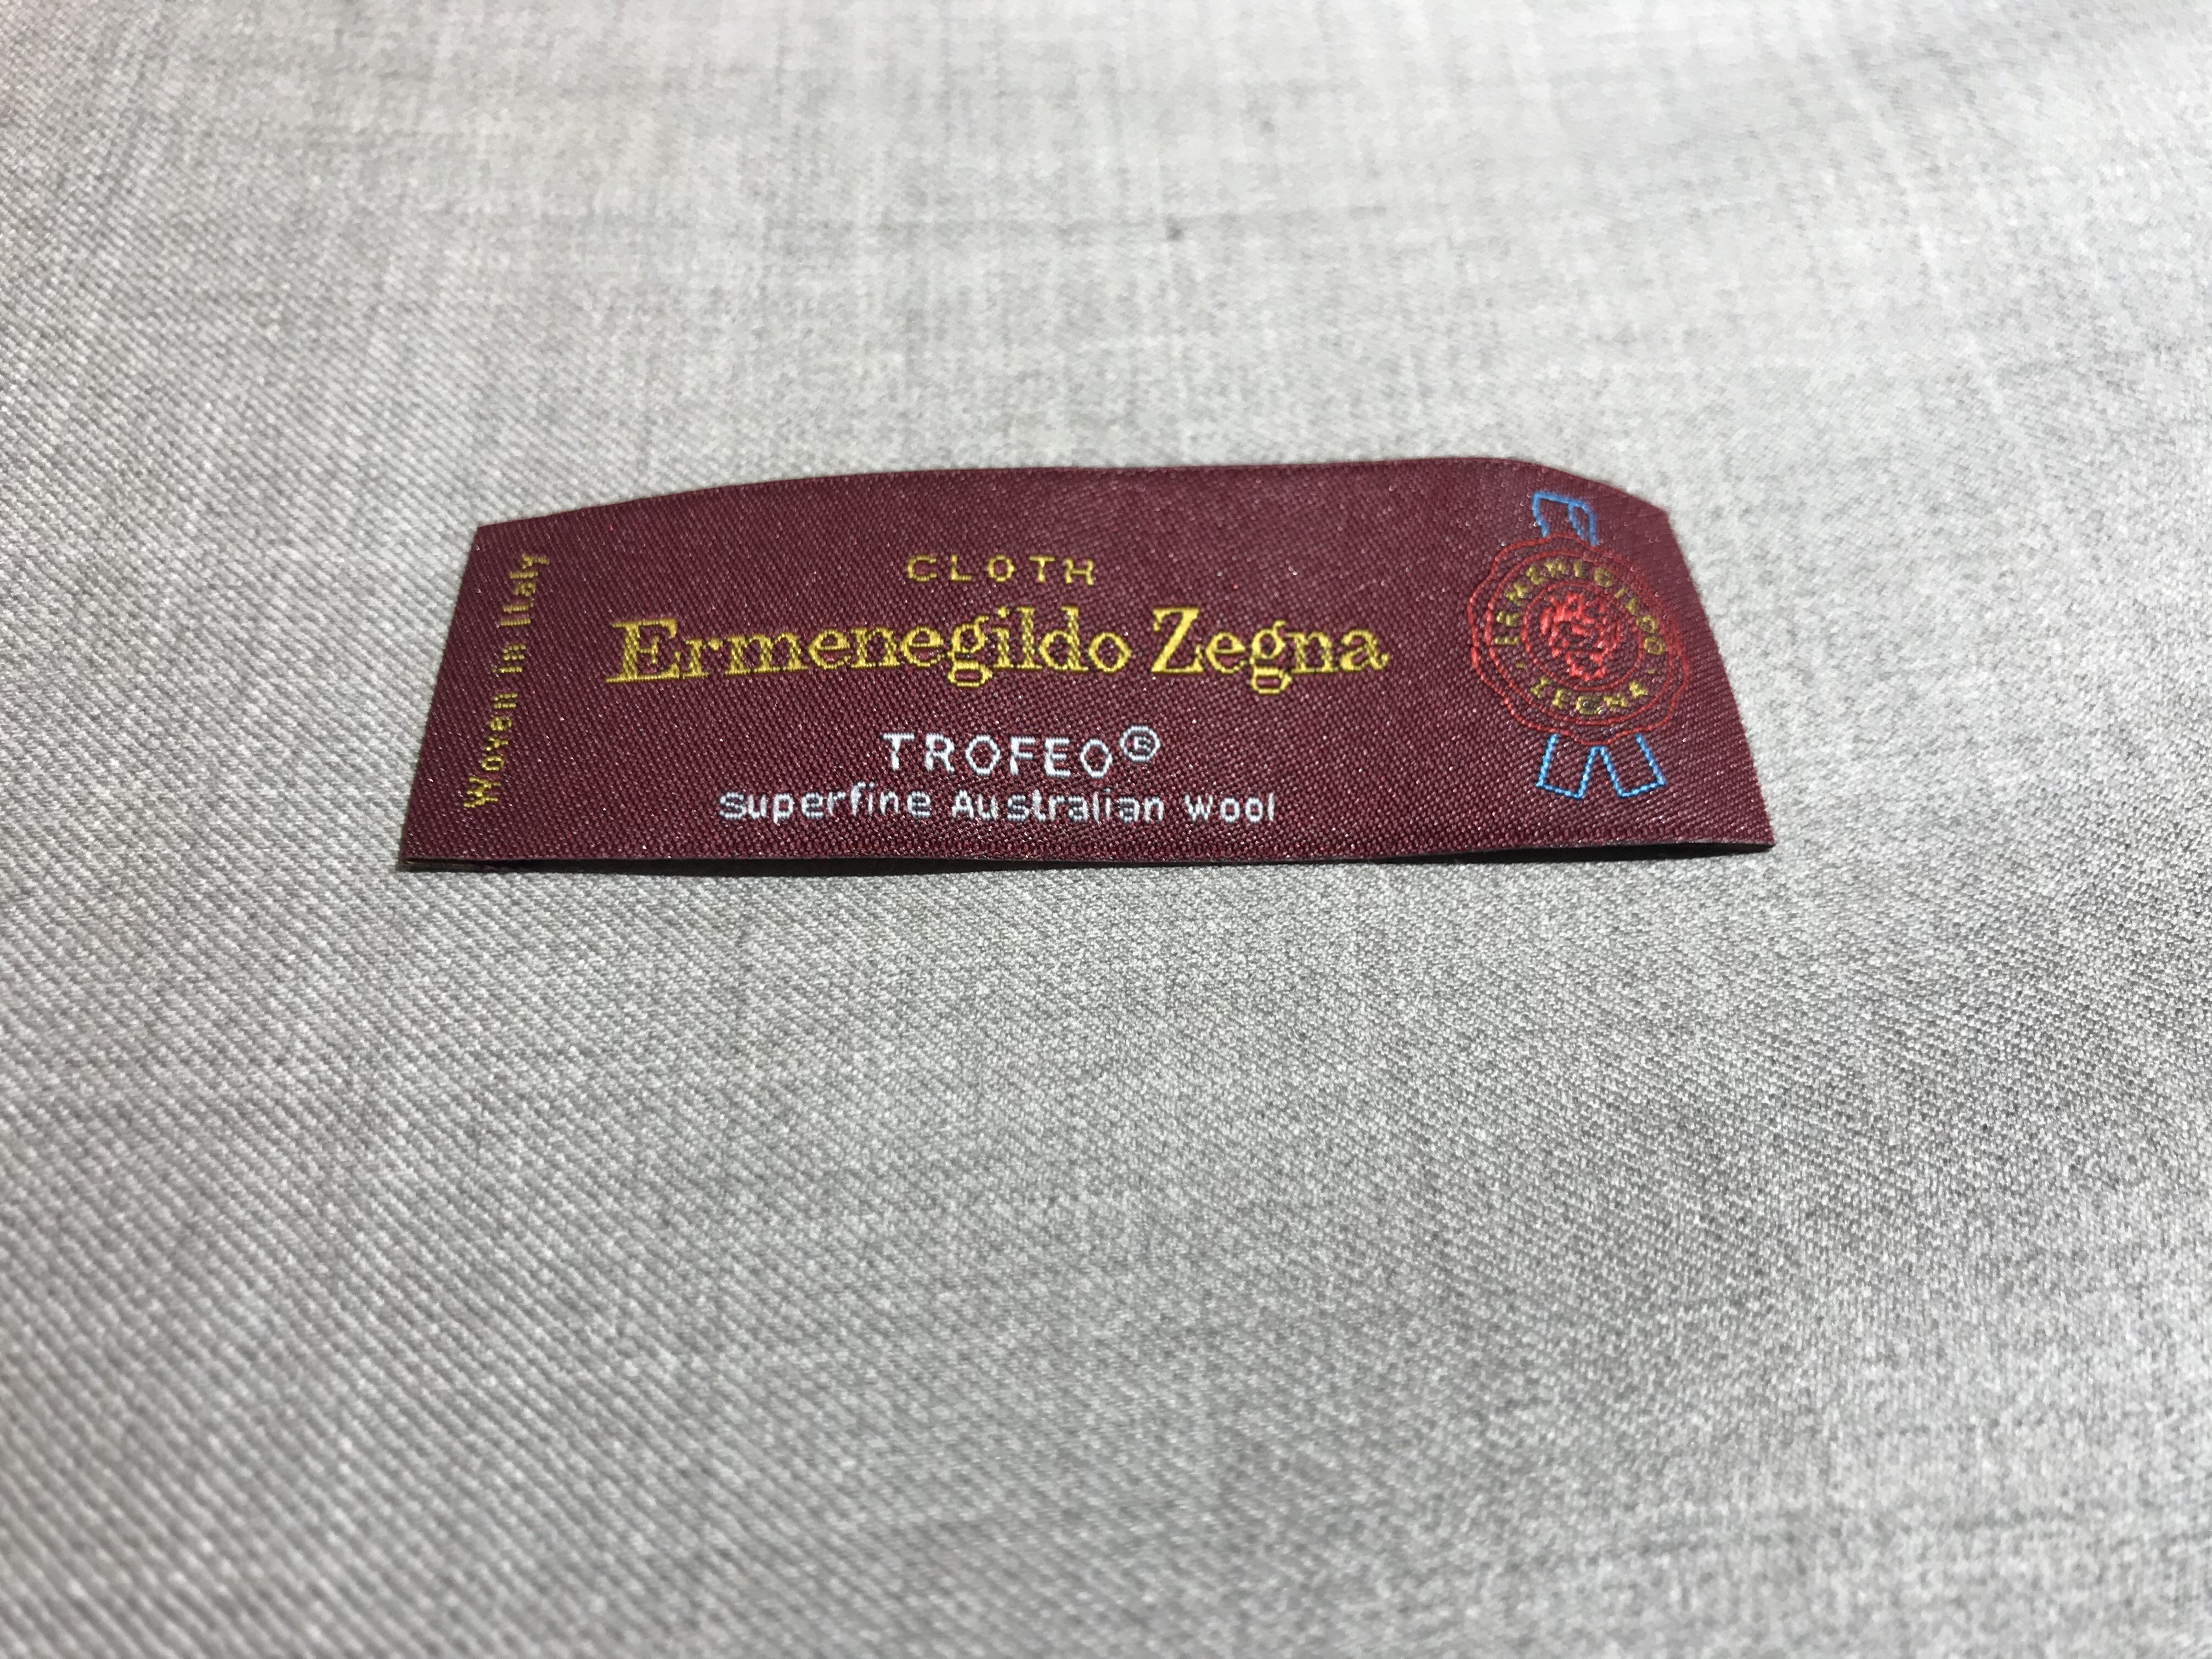 Woven in Italy
CLOTH
Ermenegildo Zegna
TROFEO®
Superfine Australian Wool
ERMENEGILDO
ZEGNA